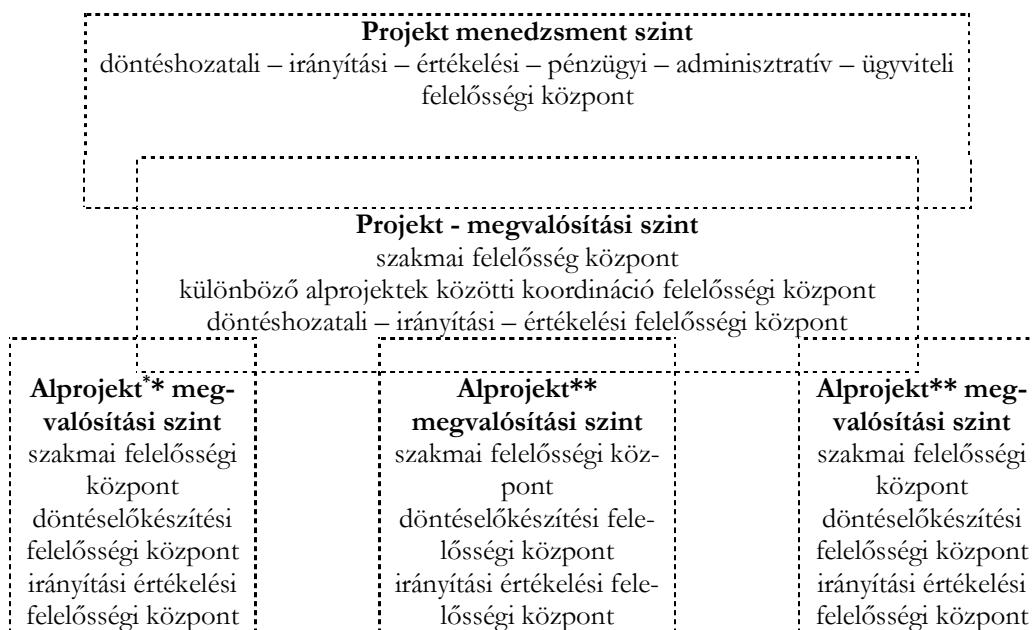 Projekt menedzsment szint
döntéshozatali – irányítási – értékelési – pénzügyi – adminisztratív – ügyviteli
felelősségi központ
Projekt - megvalósítási szint
szakmai felelősség központ
különböző alprojektek közötti koordináció felelősségi központ
döntéshozatali – irányítási – értékelési felelősségi központ
Alprojekt** meg-
valósítási szint
szakmai felelősségi
központ
döntéselőkészítési
felelősségi központ
irányítási értékelési
felelősségi központ
Alprojekt**
megvalósítási szint
szakmai felelősségi köz-
pont
döntéselőkészítési fele-
lősségi központ
irányítási értékelési fele-
lősségi központ
Alprojekt** meg-
valósítási szint
szakmai felelősségi
központ
döntéselőkészítési
felelősségi központ
irányítási értékelési
felelősségi központ